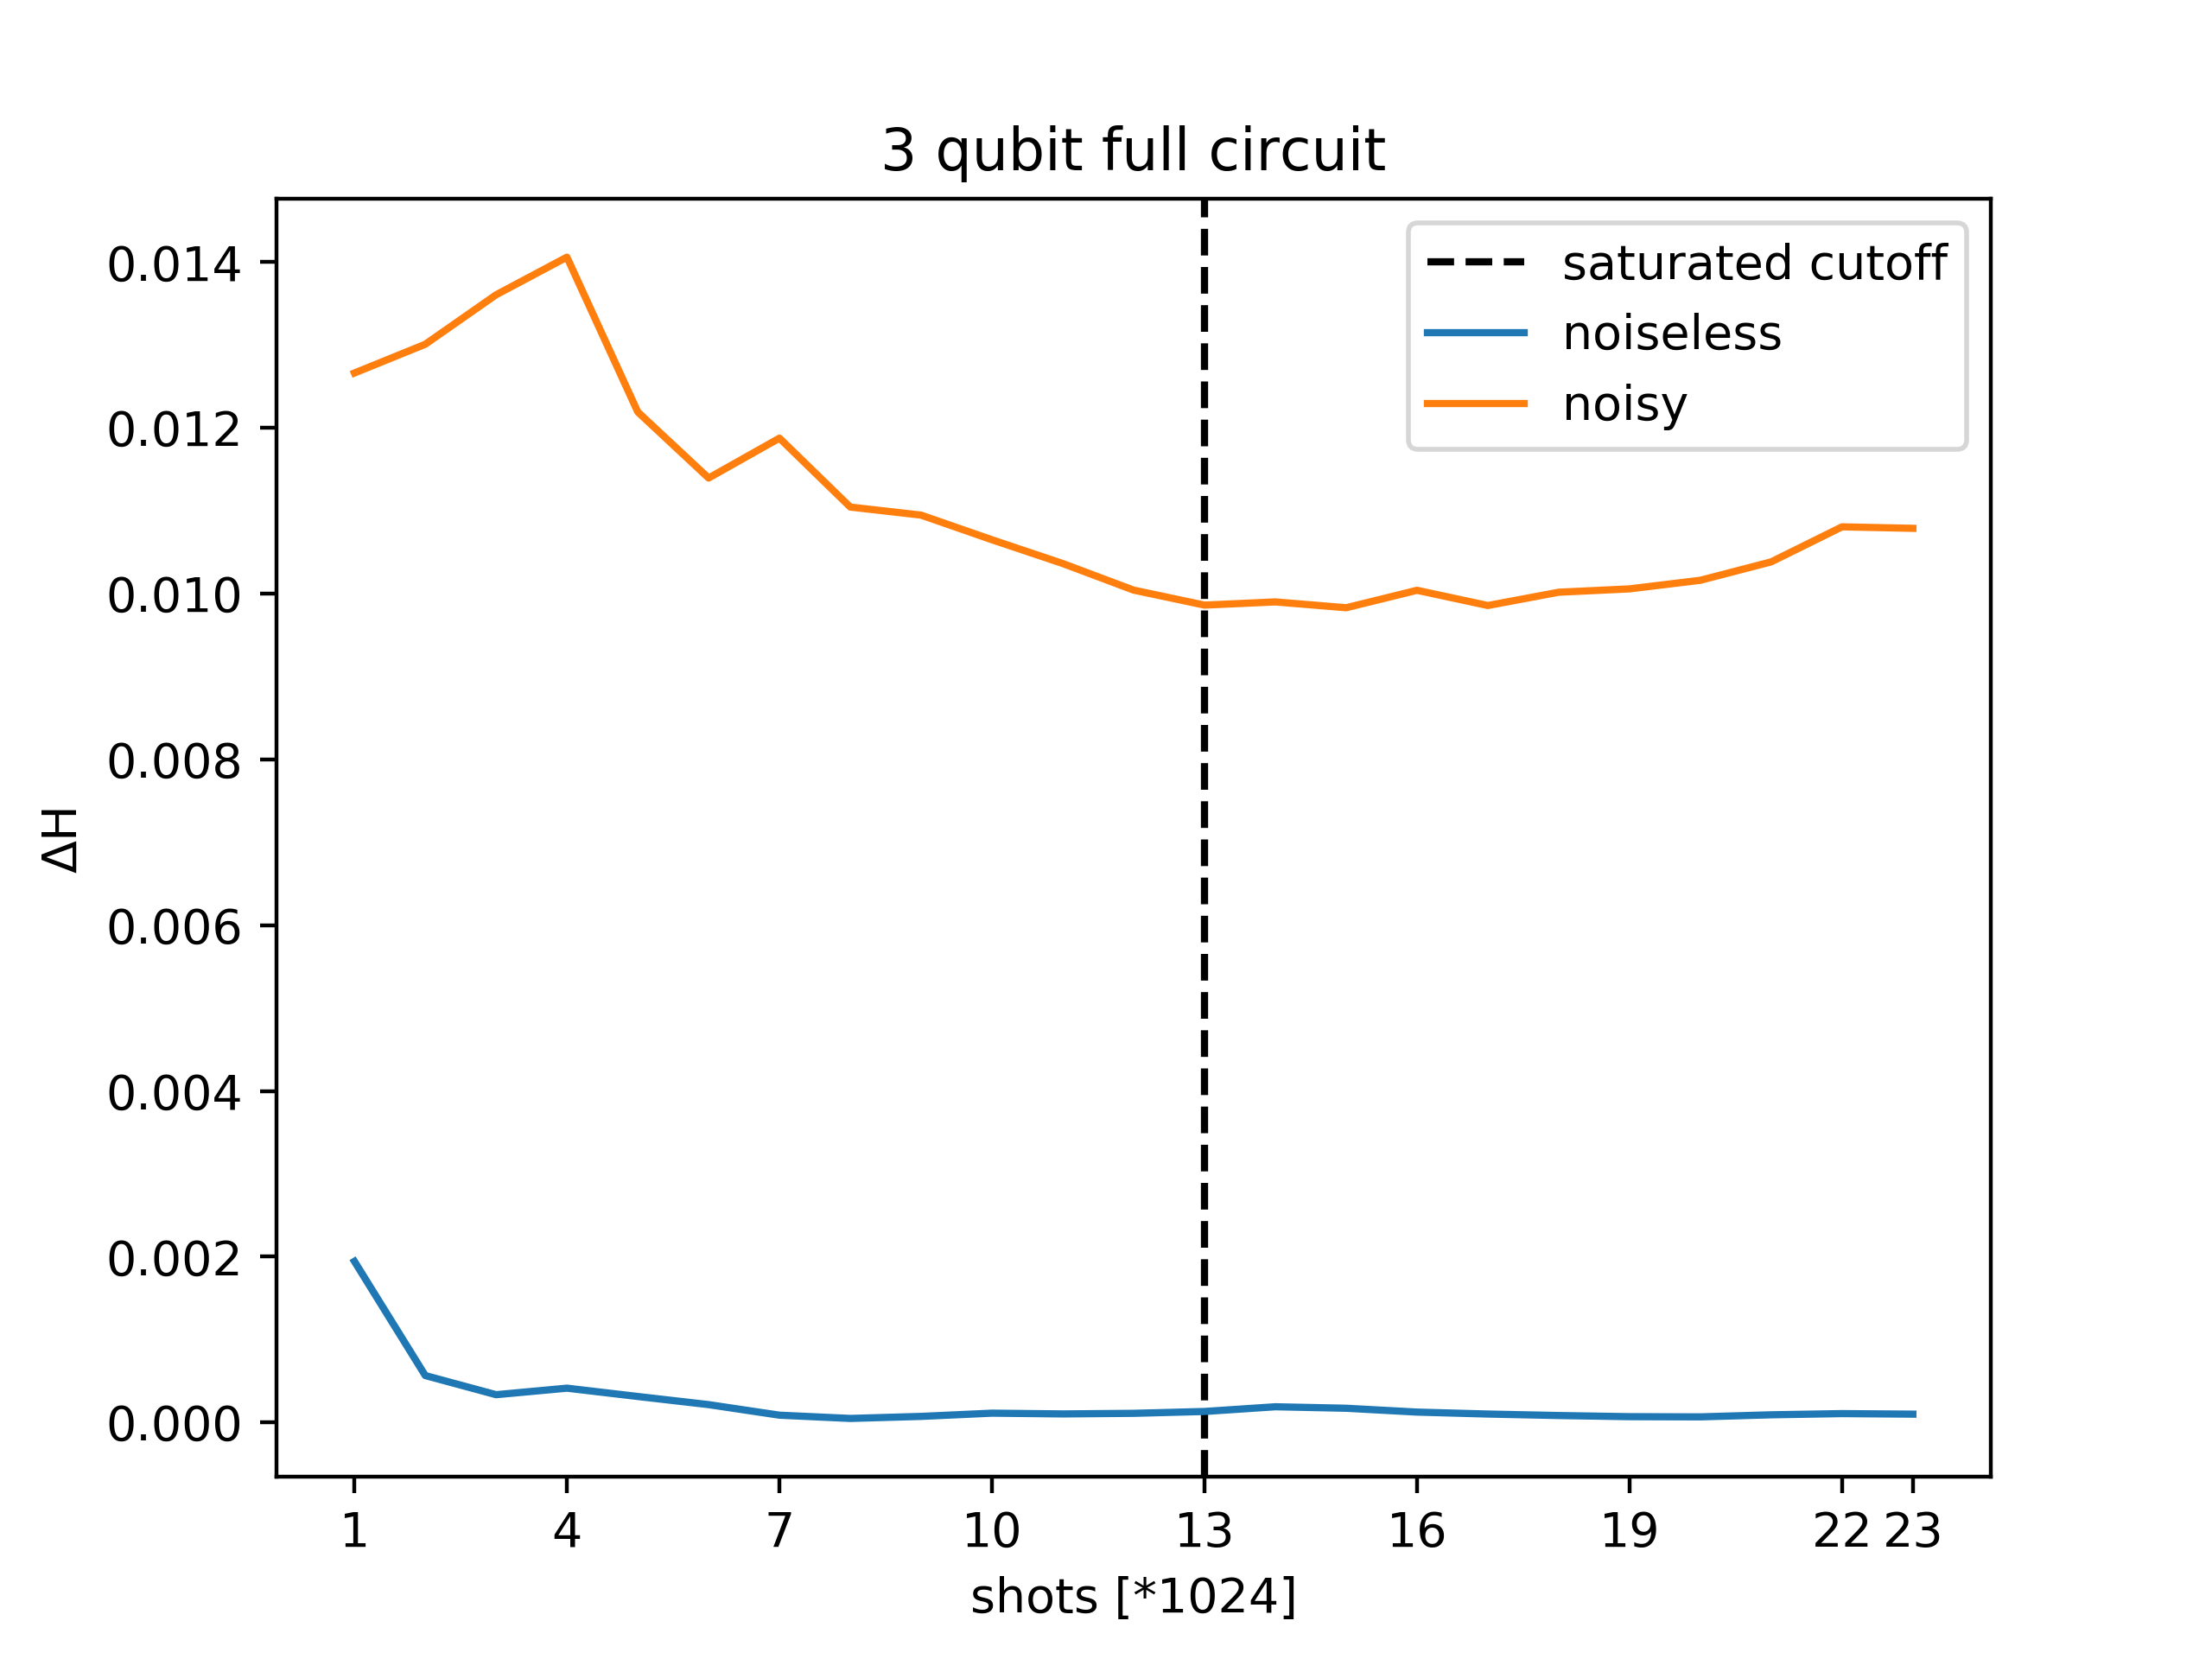 3 qubit full circuit
saturated cutoff
noiseless
noisy
0.014
0.012
0.010
0.008
0.006
0.004
0.002
0.000
ΔH
1 4 7 10 13 16 19 22 23
shots [*1024]